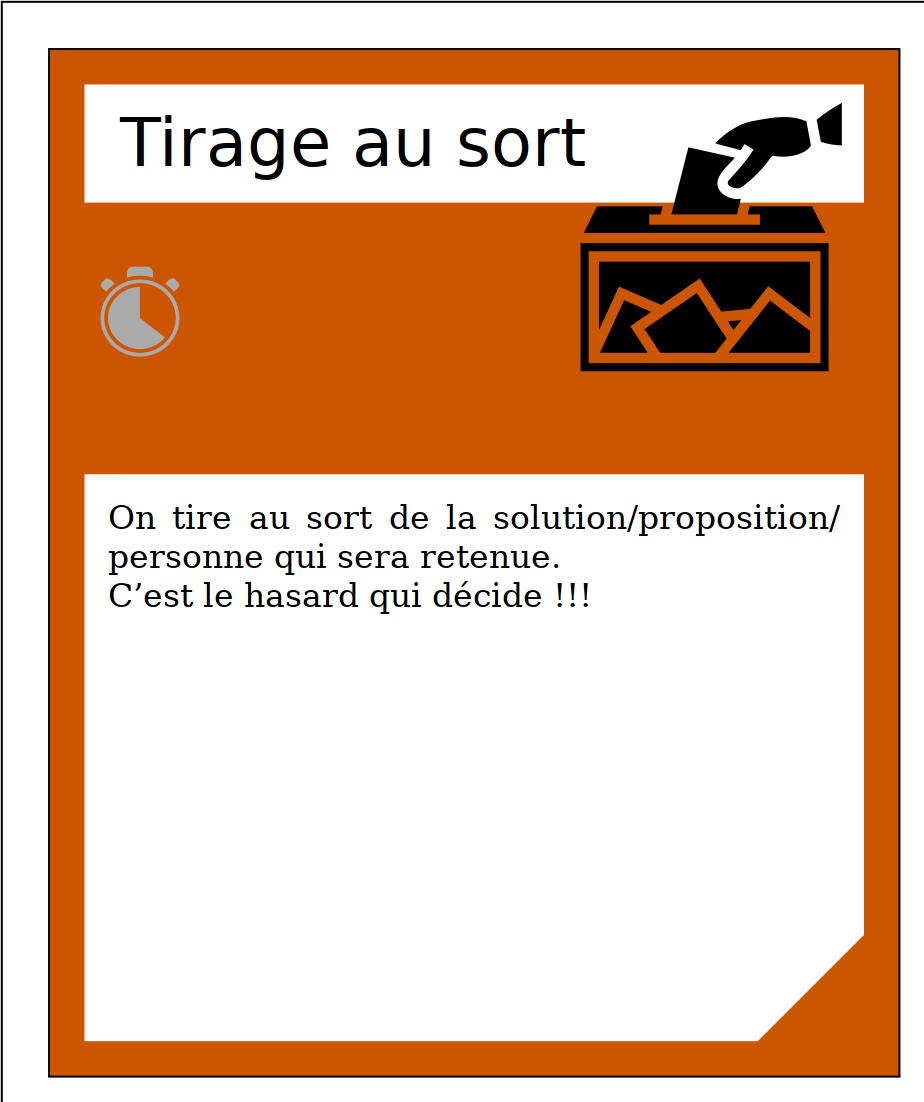 Tirage au sort
On tire au sort de la solution/proposition/
personne qui sera retenue.
C’est le hasard qui décide !!!